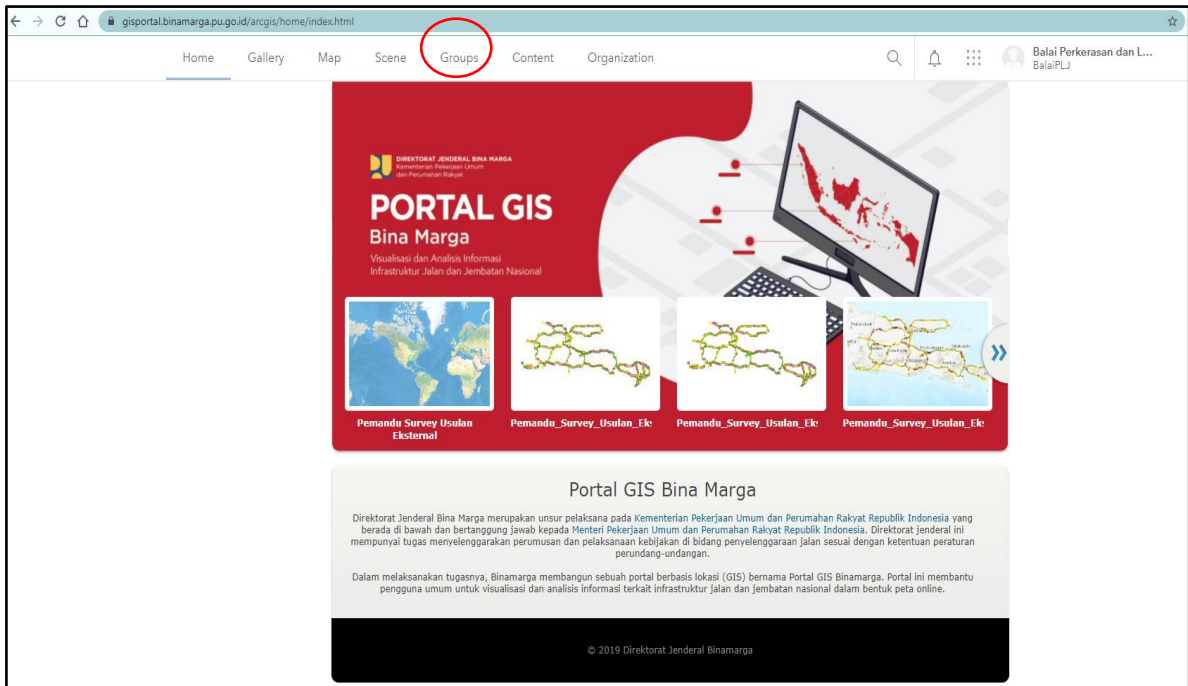 gisportal.binamarga.pu.go.id/arcgis/home/index.html
Home Gallery Map Scene Groups Content Organization
Balai Perkerasan dan L...
BalaiPLJ
DIREKTORAT JENDERAL BINA MARGA
Kementerian Pekerjaan Umum
dan Perumahan Rakyat
PORTAL GIS
Bina Marga
Visualisasi dan Analisis Informasi
Infrastruktur Jalan dan Jembatan Nasional
Pemandu Survey Usulan
Eksternal
Pemandu_Survey_Usulan_Ek
Pemandu_Survey_Usulan_Ek
Pemandu_Survey_Usulan_Ek
Portal GIS Bina Marga
Direktorat Jenderal Bina Marga merupakan unsur pelaksana pada Kementerian Pekerjaan Umum dan Perumahan Rakyat Republik Indonesia yang
berada di bawah dan bertanggung jawab kepada Menteri Pekerjaan Umum dan Perumahan Rakyat Republik Indonesia. Direktorat jenderal ini
mempunyai tugas menyelenggarakan perumusan dan pelaksanaan kebijakan di bidang penyelenggaraan jalan sesuai dengan ketentuan peraturan
perundang-undangan.
Dalam melaksanakan tugasnya, Binamarga membangun sebuah portal berbasis lokasi (GIS) bernama Portal GIS Binamarga. Portal ini membantu
pengguna umum untuk visualisasi dan analisis informasi terkait infrastruktur jalan dan jembatan nasional dalam bentuk peta online.
© 2019 Direktorat Jenderal Binamarga